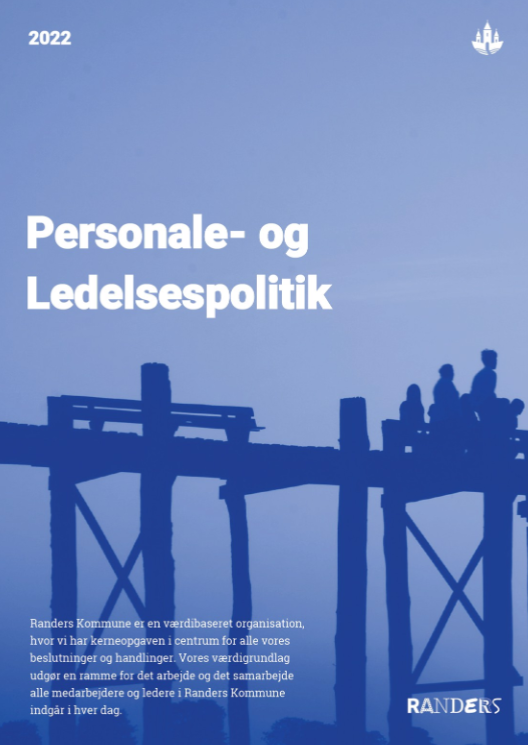 2022
Personale- og
Ledelsespolitik
Randers Kommune er en værdibaseret organisation,
hvor vi har kerneopgaven i centrum for alle vores
beslutninger og handlinger. Vores værdigrundlag
udgør en ramme for det arbejde og det samarbejde
alle medarbejdere og ledere i Randers Kommune
indgår i hver dag.
RANDERS